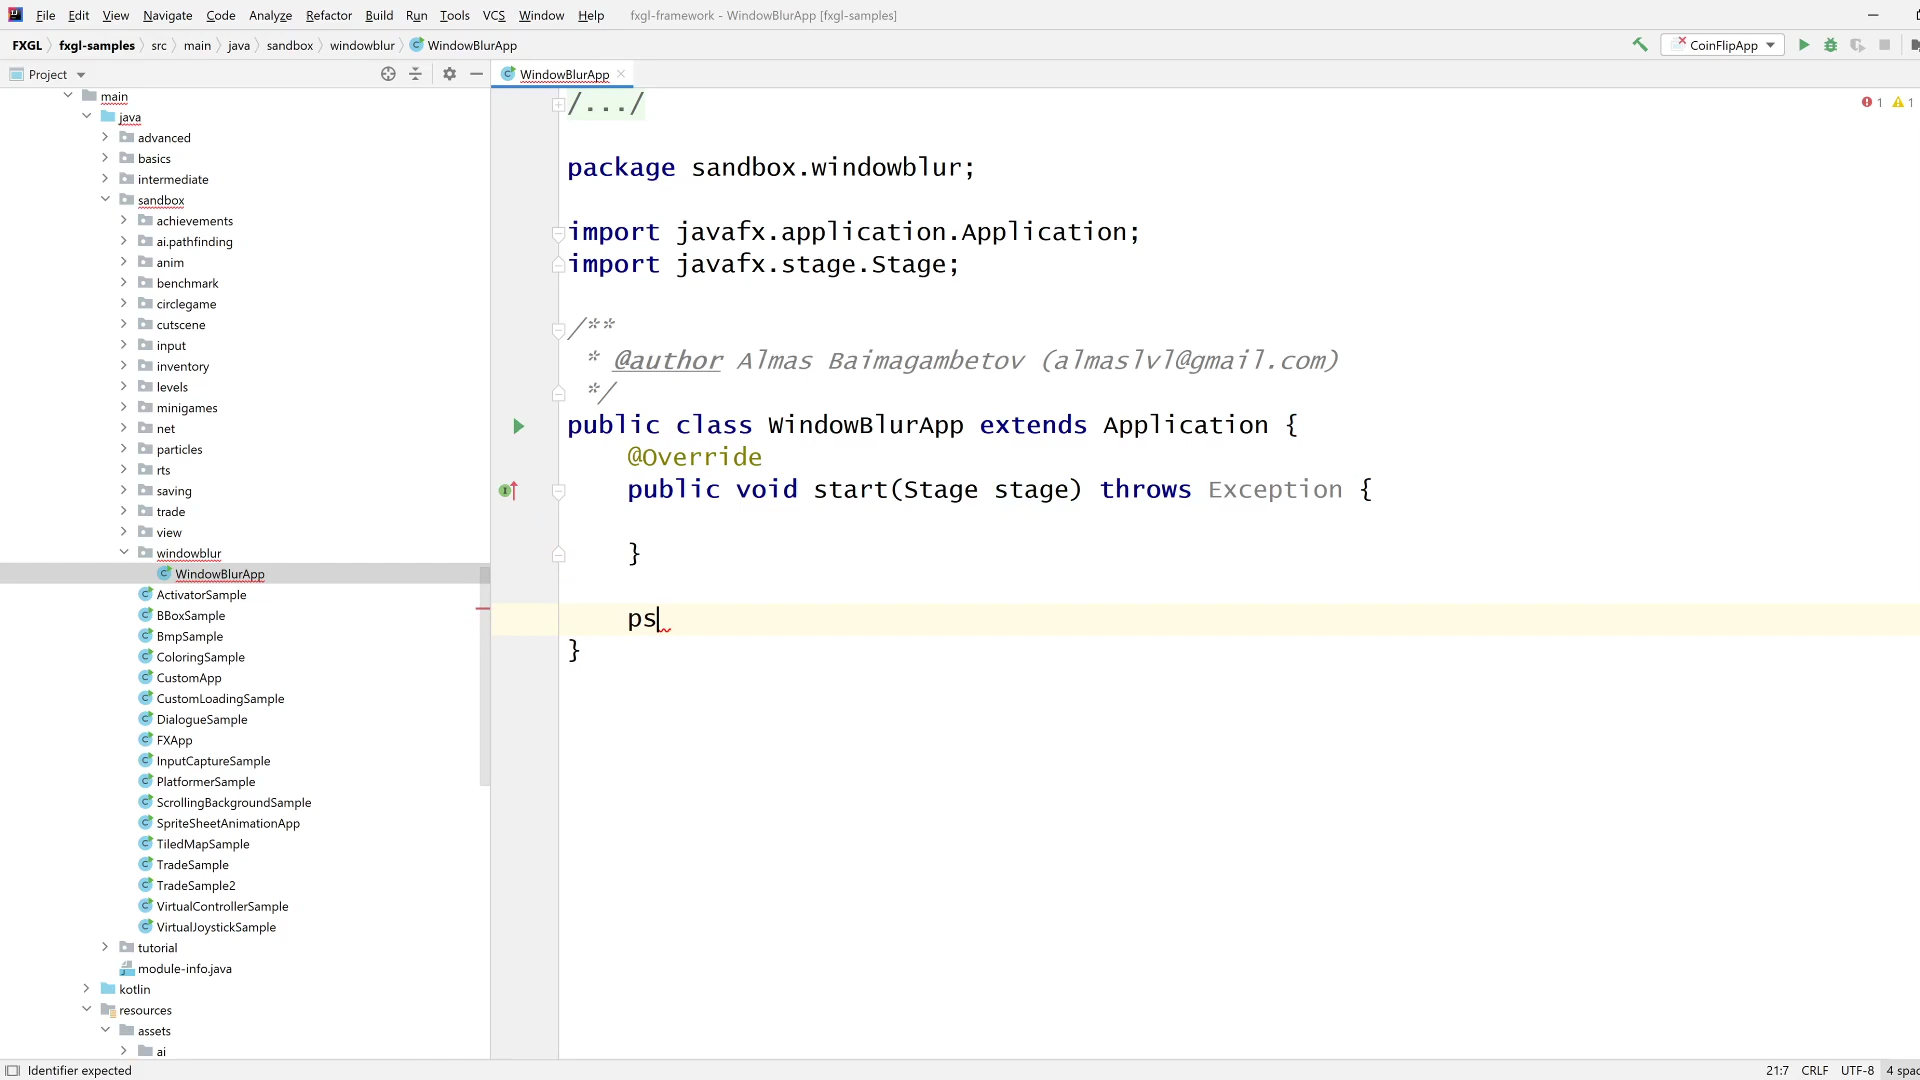 File Edit View Navigate Code Analyze Refactor Build Run Tools VCS Window Help fxgl-framework - WindowBlurApp [fxgl-samples]
FXGL fxgl-samples src main java sandbox windowblur WindowBlurApp CoinFlipApp
Project WindowBlurApp
main
java
advanced
basics
intermediate
sandbox
achievements
ai.pathfinding
anim
benchmark
circlegame
cutscene
input
inventory
levels
minigames
net
particles
rts
saving
trade
view
windowblur
WindowBlurApp
ActivatorSample
BBoxSample
BmpSample
ColoringSample
CustomApp
CustomLoadingSample
DialogueSample
FXApp
InputCaptureSample
PlatformerSample
ScrollingBackgroundSample
SpriteSheetAnimationApp
TiledMapSample
TradeSample
TradeSample2
VirtualControllerSample
VirtualJoystickSample
tutorial
module-info.java
kotlin
resources
assets
ai
/.../
1 1
package sandbox.windowblur;
import javafx.application.Application;
import javafx.stage.Stage;
/**
* @author Almas Baimagambetov (almaslvl@gmail.com)
*/
public class WindowBlurApp extends Application {
@Override
public void start(Stage stage) throws Exception {
}
ps
}
Identifier expected 21:7 CRLF UTF-8 4 spac